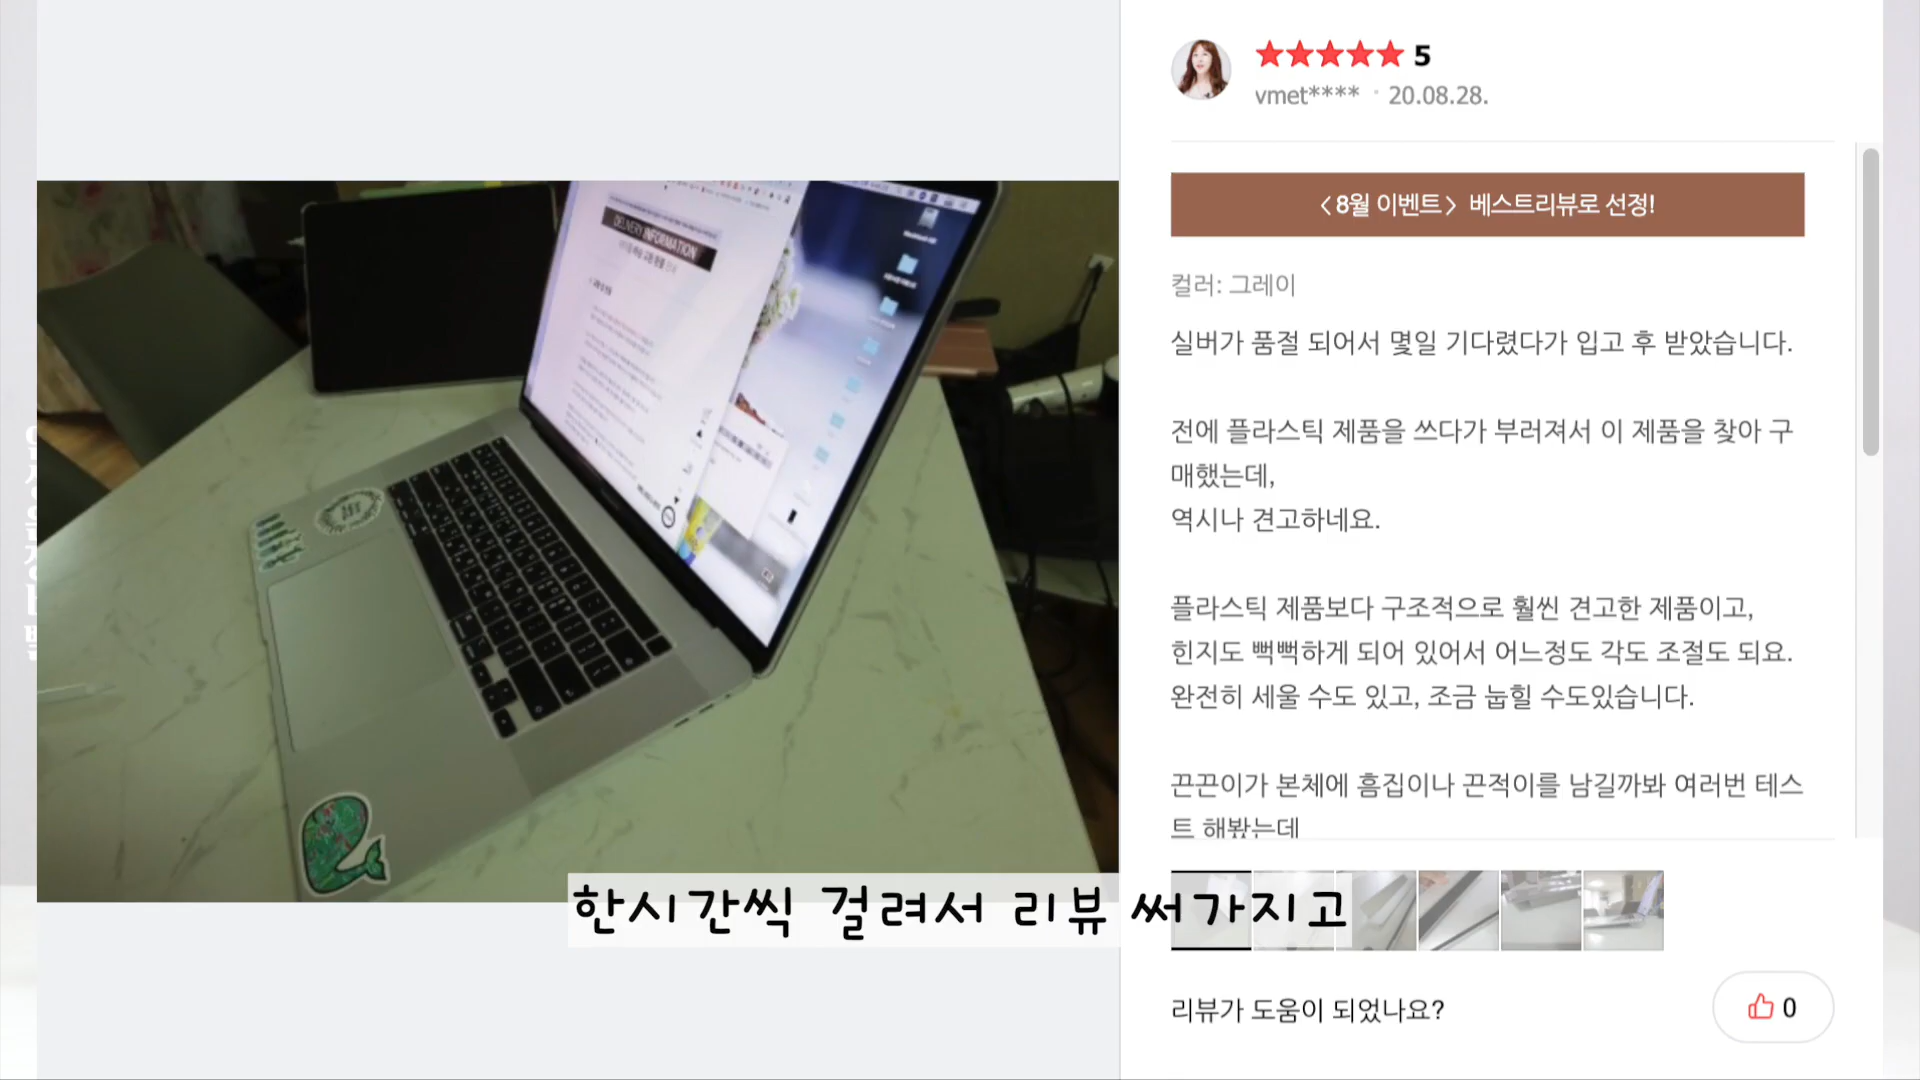 5
vmet**** · 20.08.28.
<8월 이벤트> 베스트리뷰로 선정!
컬러: 그레이
실버가 품절 되어서 몇일 기다렸다가 입고 후 받았습니다.
전에 플라스틱 제품을 쓰다가 부러져서 이 제품을 찾아 구
매했는데,
역시나 견고하네요.
플라스틱 제품보다 구조적으로 훨씬 견고한 제품이고,
힌지도 뻑뻑하게 되어 있어서 어느정도 각도 조절도 되요.
완전히 세울 수도 있고, 조금 눕힐 수도있습니다.
끈끈이가 본체에 흠집이나 끈적이를 남길까봐 여러번 테스
트 해봤는데
DELIVERY INFORMATION
한시간씩 걸려서 리뷰 써가지고
리뷰가 도움이 되었나요?
0